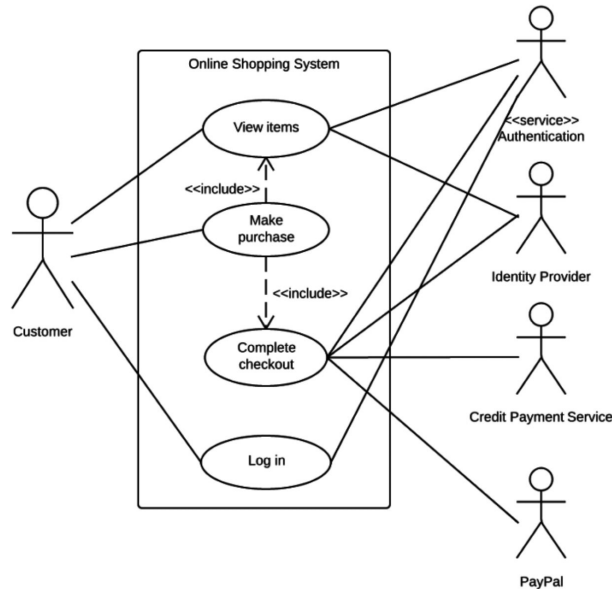 Online Shopping System
View items
<<service>>
Authentication
<<include>>
Make
purchase
Identity Provider
<<include>>
Customer
Complete
checkout
Credit Payment Service
Log in
PayPal